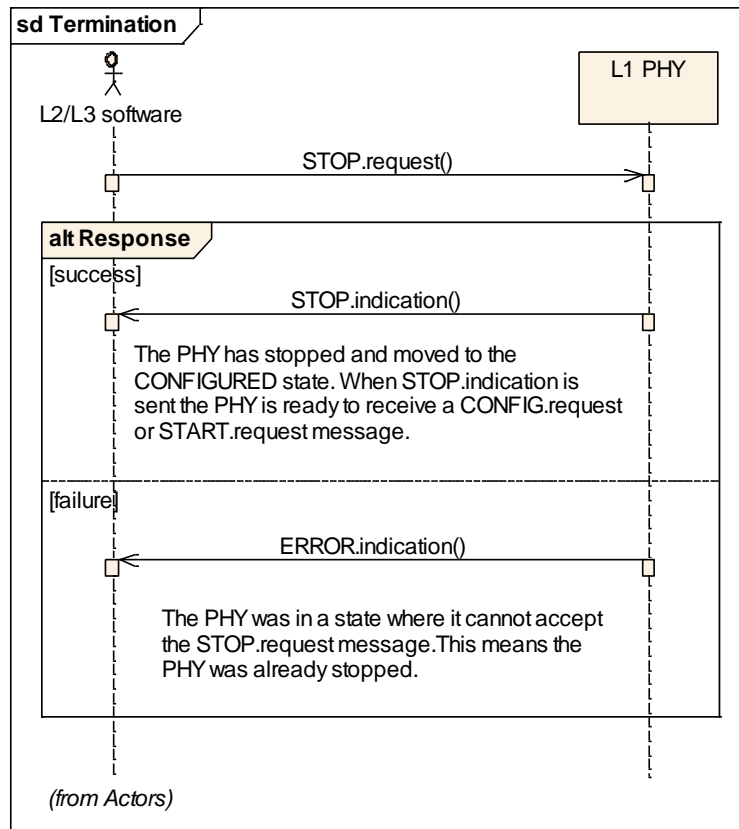 sd Termination
L1 PHY
L2/L3 software
STOP.request()
alt Response
[success]
STOP.indication()
The PHY has stopped and moved to the
CONFIGURED state. When STOP.indication is
sent the PHY is ready to receive a CONFIG.request
or START.request message.
[failure]
ERROR.indication()
The PHY was in a state where it cannot accept
the STOP.request message.This means the
PHY was already stopped.
(from Actors)